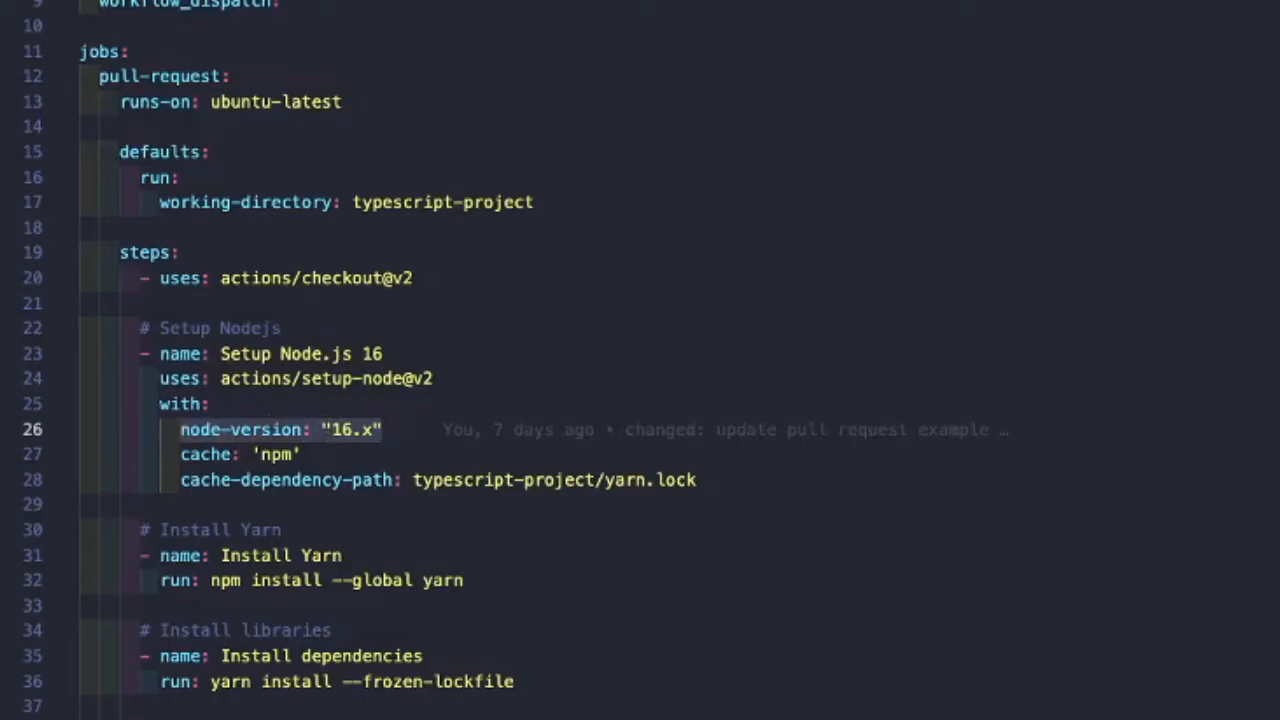 9 workflow_dispatch:
10
11 jobs:
12 pull-request:
13 runs-on: ubuntu-latest
14
15 defaults:
16 run:
17 working-directory: typescript-project
18
19 steps:
20 - uses: actions/checkout@v2
21
22 # Setup Nodejs
23 - name: Setup Node.js 16
24 uses: actions/setup-node@v2
25 with:
26 node-version: "16.x" You, 7 days ago • changed: update pull request example …
27 cache: 'npm'
28 cache-dependency-path: typescript-project/yarn.lock
29
30 # Install Yarn
31 - name: Install Yarn
32 run: npm install --global yarn
33
34 # Install libraries
35 - name: Install dependencies
36 run: yarn install --frozen-lockfile
37